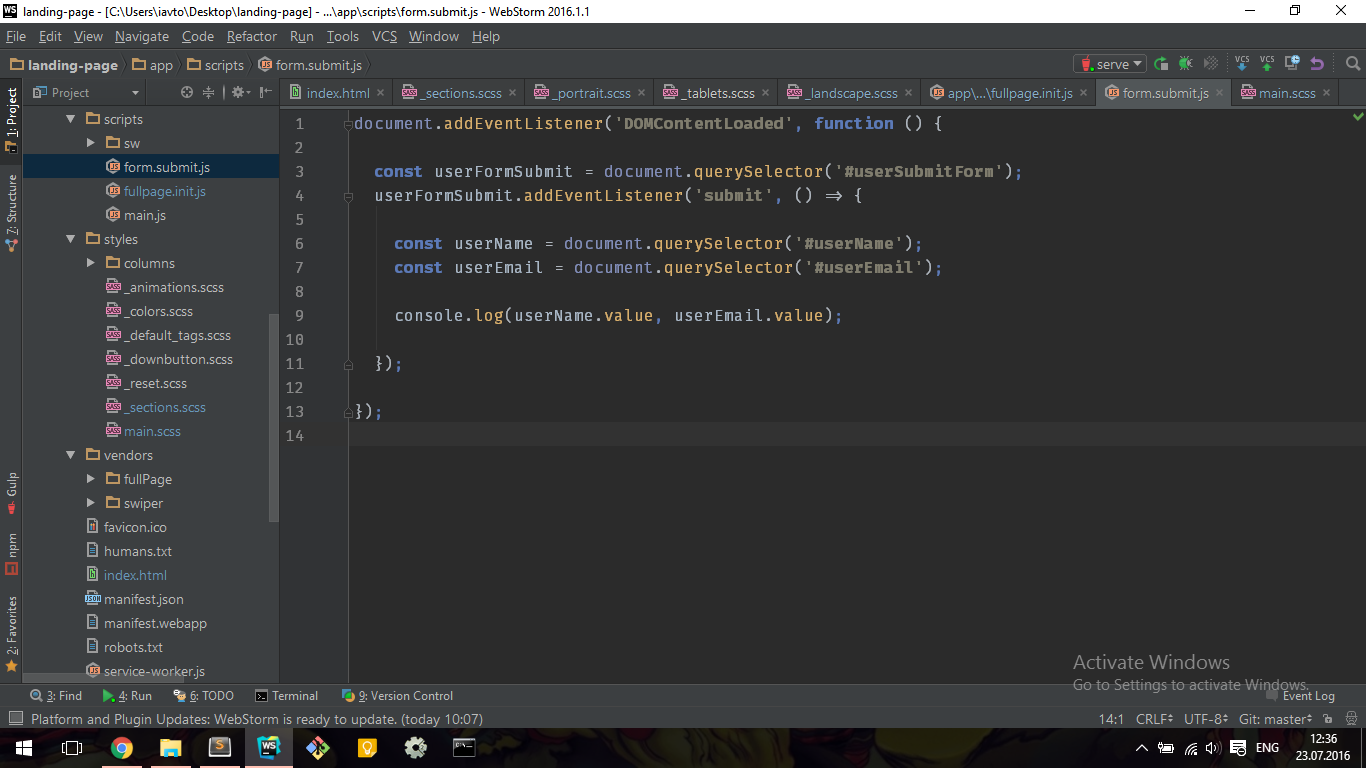 landing-page - [C:\Users\iavto\Desktop\landing-page] - ...\app\scripts\form.submit.js - WebStorm 2016.1.1
File Edit View Navigate Code Refactor Run Tools VCS Window Help
landing-page app scripts form.submit.js serve VCS VCS
1: Project
7: Structure
Gulp
npm
2: Favorites
Project
scripts
sw
form.submit.js
fullpage.init.js
main.js
styles
columns
_animations.scss
_colors.scss
_default_tags.scss
_downbutton.scss
_reset.scss
_sections.scss
main.scss
vendors
fullPage
swiper
favicon.ico
humans.txt
index.html
manifest.json
manifest.webapp
robots.txt
service-worker.js
index.html _sections.scss _portrait.scss _tablets.scss _landscape.scss app\...\fullpage.init.js form.submit.js main.scss
1 document.addEventListener('DOMContentLoaded', function () {
2
3 const userFormSubmit = document.querySelector('#userSubmitForm');
4 userFormSubmit.addEventListener('submit', () => {
5
6 const userName = document.querySelector('#userName');
7 const userEmail = document.querySelector('#userEmail');
8
9 console.log(userName.value, userEmail.value);
10
11 });
12
13 });
14
Activate Windows
Go to Settings to activate Windows.
3: Find 4: Run 6: TODO Terminal 9: Version Control Event Log
Platform and Plugin Updates: WebStorm is ready to update. (today 10:07) 14:1 CRLF UTF-8 Git: master
WS ENG 12:36
23.07.2016